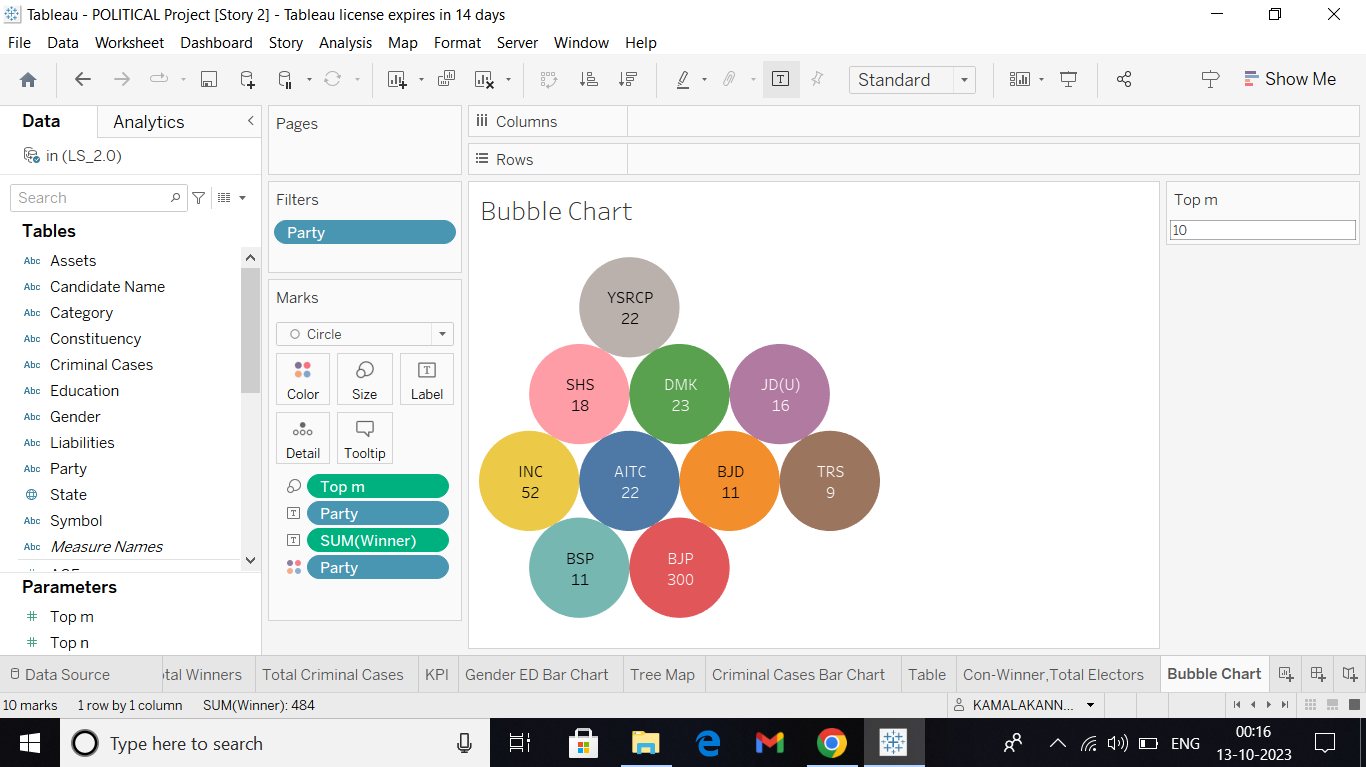 Tableau - POLITICAL Project [Story 2] - Tableau license expires in 14 days
File Data Worksheet Dashboard Story Analysis Map Format Server Window Help
Standard
Show Me
Data Analytics
in (LS_2.0)
Search
Tables
Abc Assets
Abc Candidate Name
Abc Category
Abc Constituency
Abc Criminal Cases
Abc Education
Abc Gender
Abc Liabilities
Abc Party
State
Abc Symbol
Abc Measure Names
Parameters
# Top m
# Top n
Pages
Filters
Party
Marks
Circle
Color Size Label
Detail Tooltip
Top m
T Party
T SUM(Winner)
Party
Columns
Rows
Bubble Chart
YSRCP
22
SHS
18
DMK
23
JD(U)
16
INC
52
AITC
22
BJD
11
TRS
9
BSP
11
BJP
300
Top m
10
Data Source tal Winners Total Criminal Cases KPI Gender ED Bar Chart Tree Map Criminal Cases Bar Chart Table Con-Winner,Total Electors Bubble Chart
10 marks 1 row by 1 column SUM(Winner): 484 KAMALAKANN...
Type here to search
ENG
00:16
13-10-2023